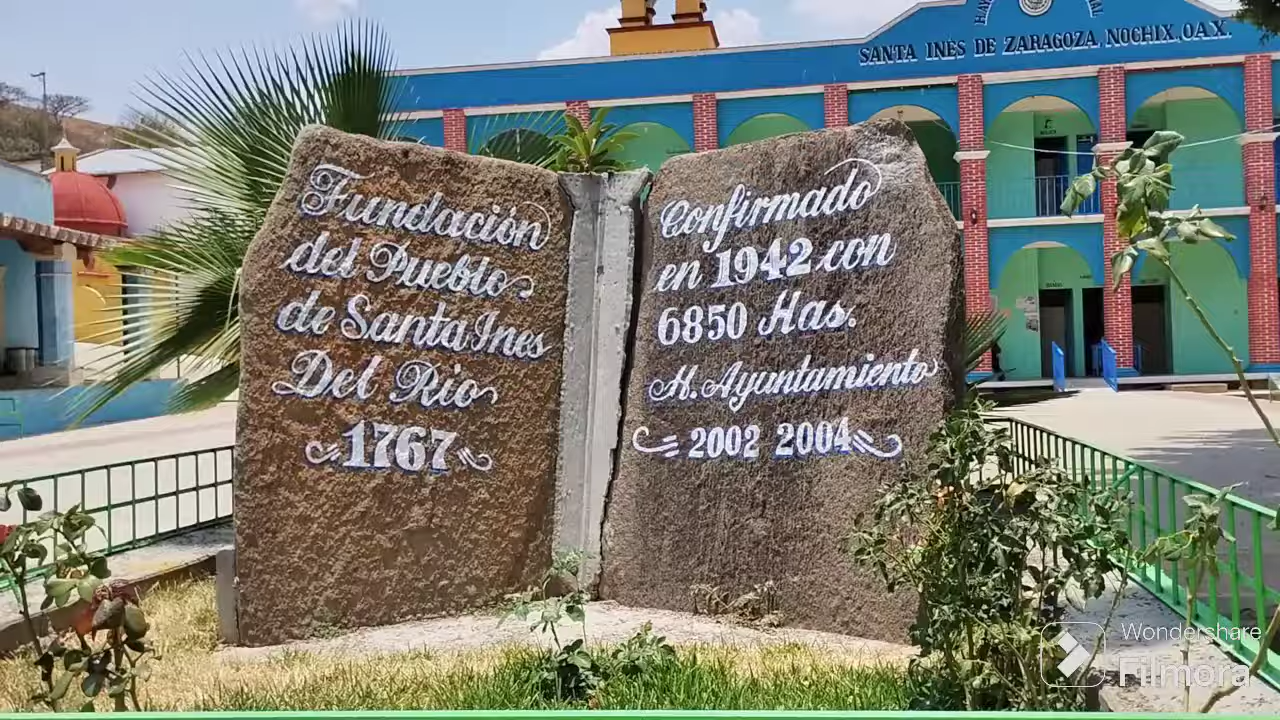 SANTA INÉS DE ZARAGOZA, NOCHIX, OAX.
Fundación
del Pueblo
de Santa Ines
Del Rio
1767
Confirmado
en 1942 con
6850 Has.
H. Ayuntamiento
2002 2004
Wondershare
Filmora